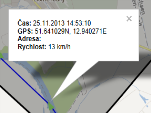 Čas: 25.11.2013 14:53:10
GPS: 51.641029N, 12.940271E
Adresa:
Rychlost: 13 km/h